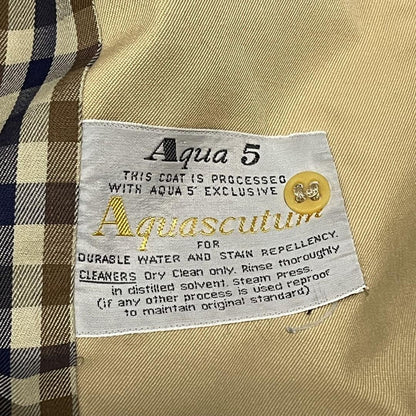 Aqua 5
THIS COAT IS PROCESSED
WITH AQUA 5' EXCLUSIVE
Aquascutum
FOR
DURABLE WATER AND STAIN REPELLENCY.
CLEANERS Dry Clean only. Rinse thoroughly
in distilled solvent. Steam Press.
(if any other process is used reproof
to maintain original standard)